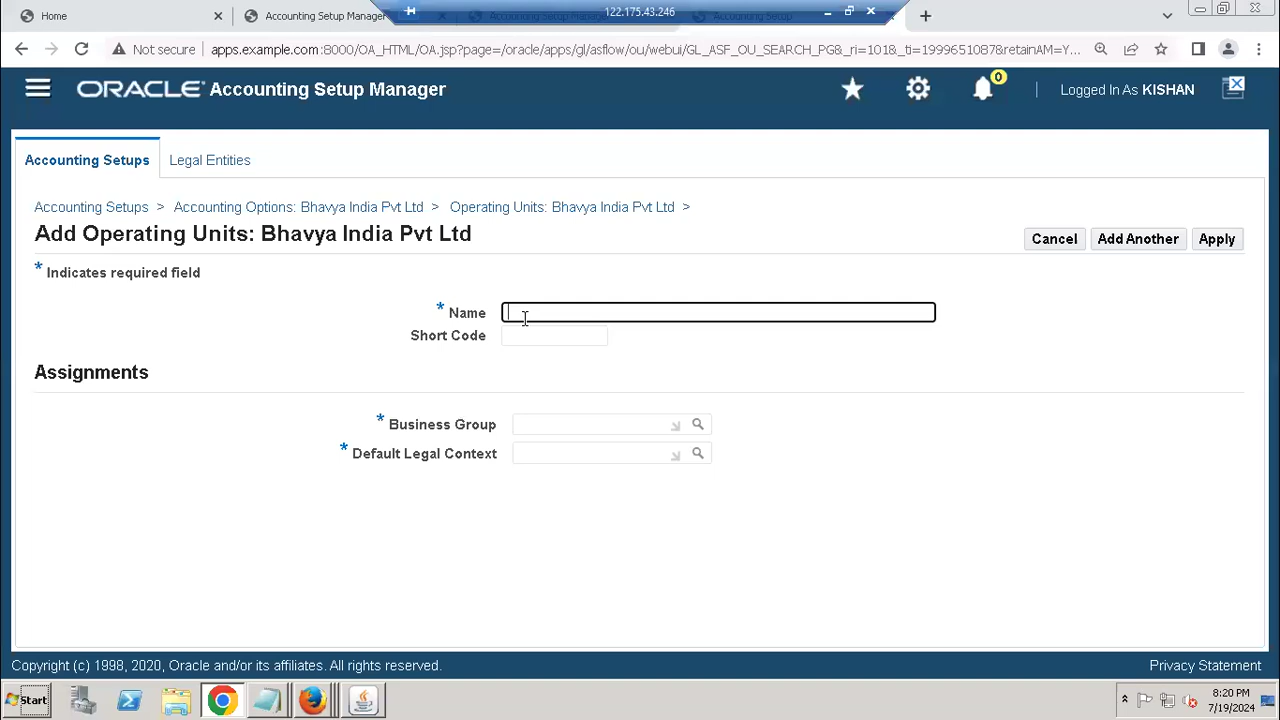 Home
Accounting Setup Manager
Accounting Setup Manager
Accounting Setup
122.175.43.246
Not secure
apps.example.com:8000/OA_HTML/OA.jsp?page=/oracle/apps/gl/asflow/ou/webui/GL_ASF_OU_SEARCH_PG&_ri=101&_ti=1999651087&retainAM=Y...
ORACLE Accounting Setup Manager
0
Logged In As KISHAN
Accounting Setups
Legal Entities
Accounting Setups > Accounting Options: Bhavya India Pvt Ltd > Operating Units: Bhavya India Pvt Ltd >
Add Operating Units: Bhavya India Pvt Ltd
Cancel
Add Another
Apply
* Indicates required field
* Name
Short Code
Assignments
* Business Group
* Default Legal Context
Copyright (c) 1998, 2020, Oracle and/or its affiliates. All rights reserved.
Privacy Statement
Start
8:20 PM
7/19/2024